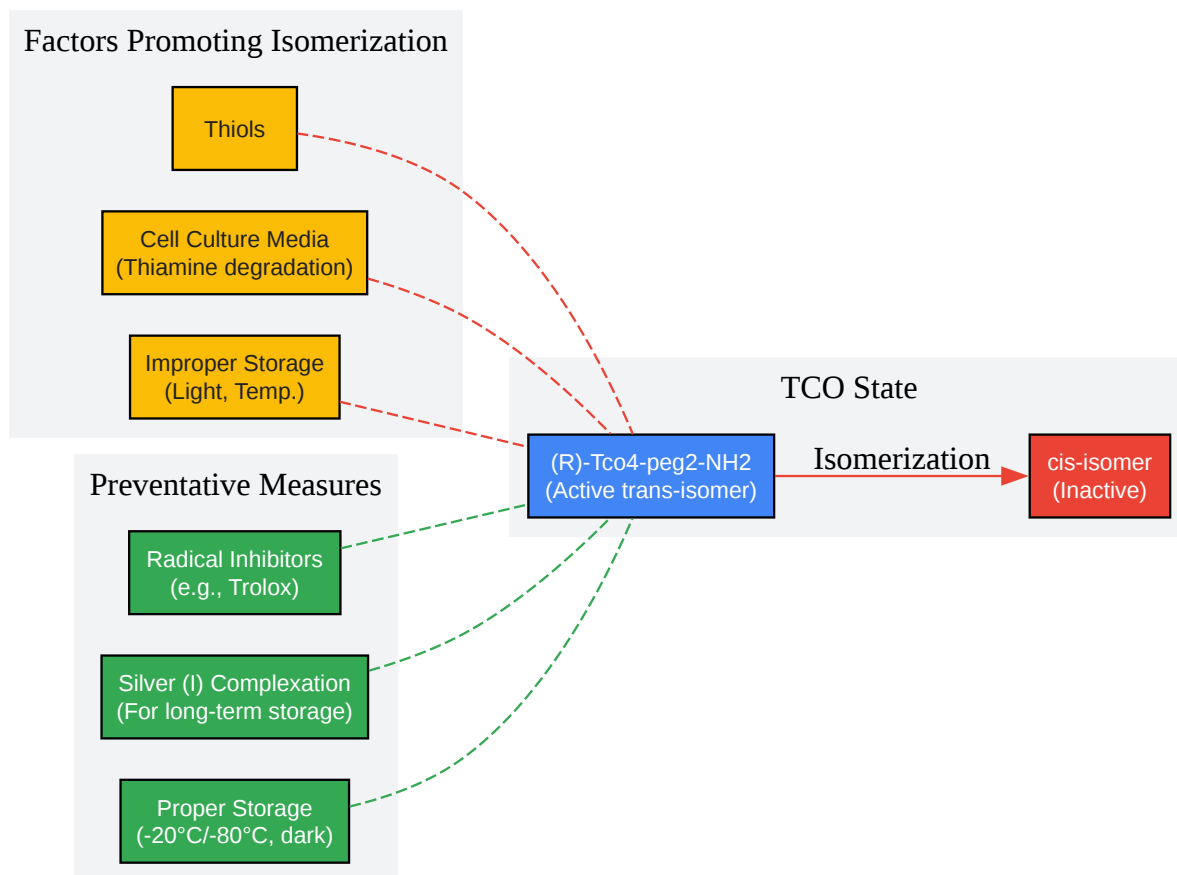 Factors Promoting Isomerization
Thiols
Cell Culture Media
(Thiamine degradation)
Improper Storage
(Light, Temp.)
TCO State
(R)-Tco4-peg2-NH2
(Active trans-isomer)
Isomerization
cis-isomer
(Inactive)
Preventative Measures
Radical Inhibitors
(e.g., Trolox)
Silver (I) Complexation
(For long-term storage)
Proper Storage
(-20°C/-80°C, dark)